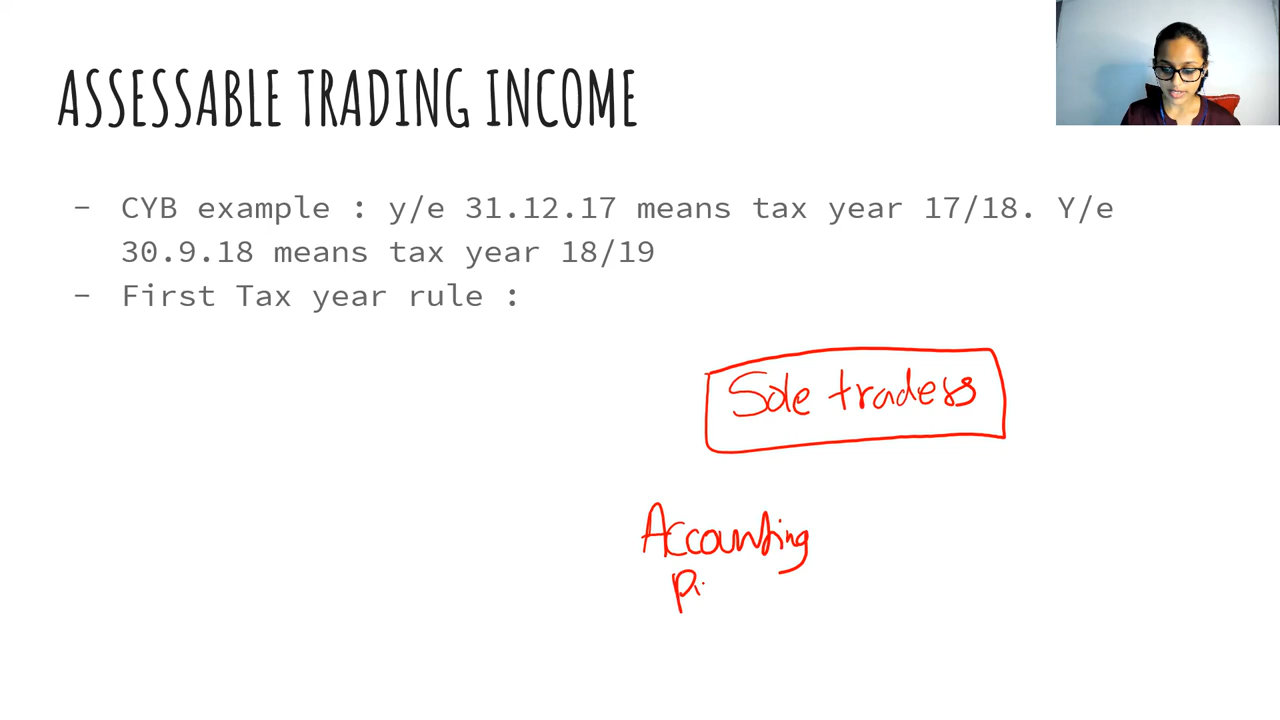 ASSESSABLE TRADING INCOME
- CYB example : y/e 31.12.17 means tax year 17/18. Y/e
30.9.18 means tax year 18/19
- First Tax year rule :
Sole traders
Accounting